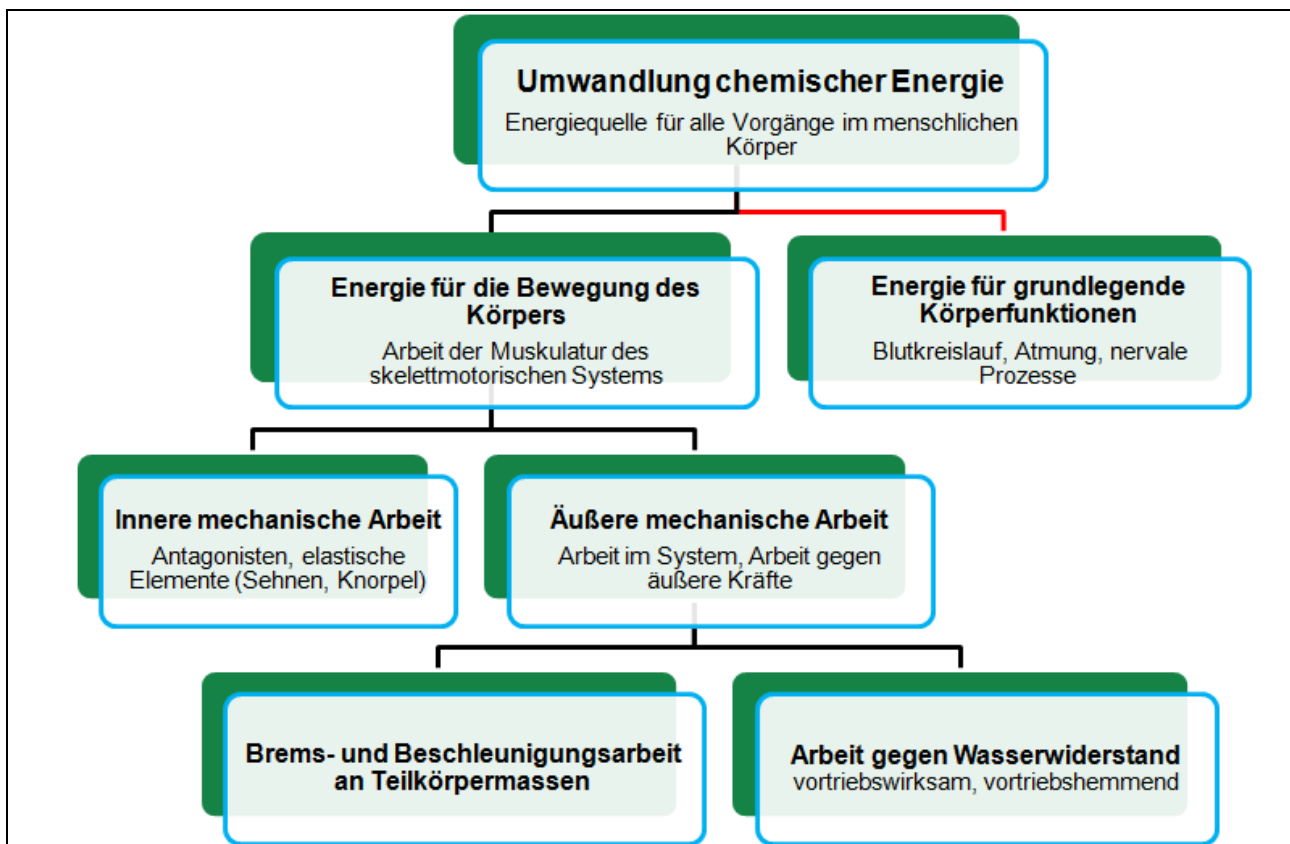 Umwandlung chemischer Energie
Energiequelle für alle Vorgänge im menschlichen
Körper
Energie für die Bewegung des
Körpers
Arbeit der Muskulatur des
skelettmotorischen Systems
Energie für grundlegende
Körperfunktionen
Blutkreislauf, Atmung, nervale
Prozesse
Innere mechanische Arbeit
Antagonisten, elastische
Elemente (Sehnen, Knorpel)
Äußere mechanische Arbeit
Arbeit im System, Arbeit gegen
äußere Kräfte
Brems- und Beschleunigungsarbeit
an Teilkörpermassen
Arbeit gegen Wasserwiderstand
vortriebswirksam, vortriebshemmend